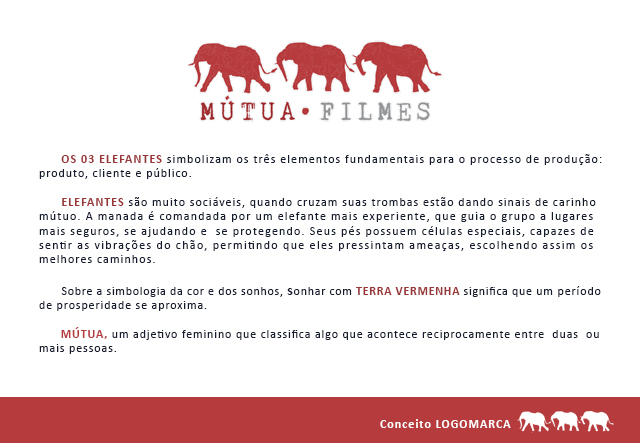 MÚTUA • FILMES
OS 03 ELEFANTES simbolizam os três elementos fundamentais para o processo de produção:
produto, cliente e público.
ELEFANTES são muito sociáveis, quando cruzam suas trombas estão dando sinais de carinho
mútuo. A manada é comandada por um elefante mais experiente, que guia o grupo a lugares
mais seguros, se ajudando e se protegendo. Seus pés possuem células especiais, capazes de
sentir as vibrações do chão, permitindo que eles pressintam ameaças, escolhendo assim os
melhores caminhos.
Sobre a simbologia da cor e dos sonhos, sonhar com TERRA VERMENHA significa que um período
de prosperidade se aproxima.
MÚTUA, um adjetivo feminino que classifica algo que acontece reciprocamente entre duas ou
mais pessoas.
Conceito LOGOMARCA